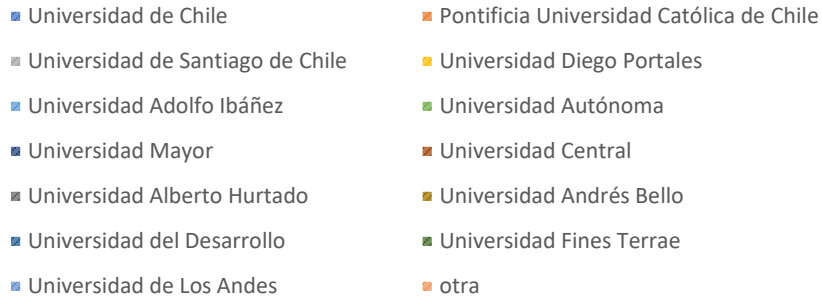 Universidad de Chile
Pontificia Universidad Católica de Chile
Universidad de Santiago de Chile
Universidad Diego Portales
Universidad Adolfo Ibáñez
Universidad Autónoma
Universidad Mayor
Universidad Central
Universidad Alberto Hurtado
Universidad Andrés Bello
Universidad del Desarrollo
Universidad Fines Terrae
Universidad de Los Andes
otra